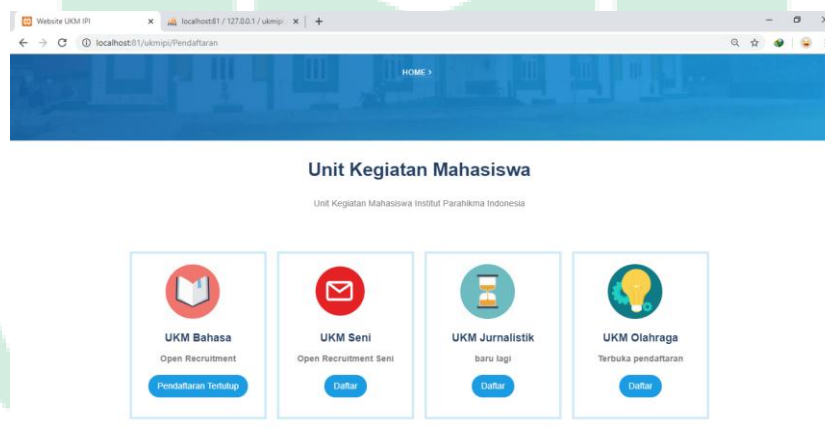 Website UKM IPI
localhost:81 / 127.0.0.1 / ukmipi
localhost:81/ukmipi/Pendaftaran
HOME >
Unit Kegiatan Mahasiswa
Unit Kegiatan Mahasiswa Institut Parahikma Indonesia
UKM Bahasa
Open Recruitment
Pendaftaran Tertutup
UKM Seni
Open Recruitment Seni
Daftar
UKM Jurnalistik
baru lagi
Daftar
UKM Olahraga
Terbuka pendaftaran
Daftar